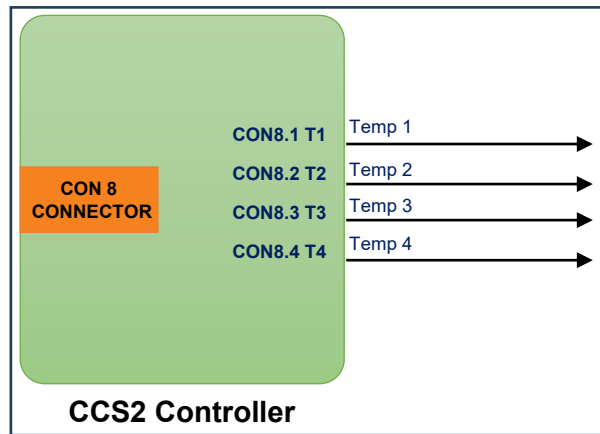 CON8.1 T1
Temp 1
CON8.2 T2
Temp 2
CON 8
CONNECTOR
CON8.3 T3
Temp 3
CON8.4 T4
Temp 4
CCS2 Controller